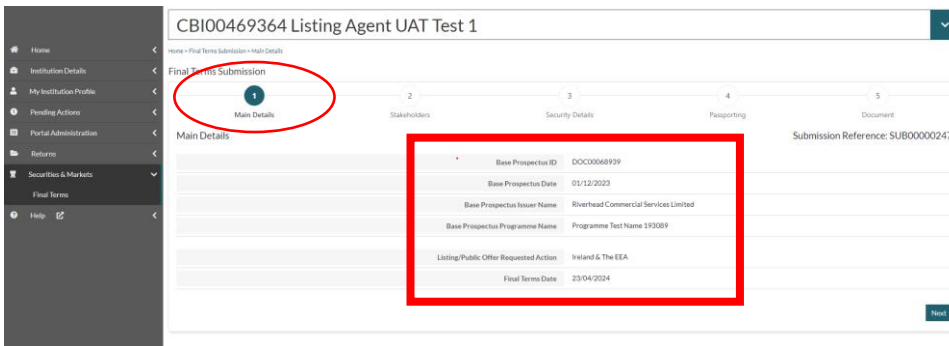 CBI00469364 Listing Agent UAT Test 1
Home
Institution Details
My Institution Profile
Pending Actions
Portal Administration
Returns
Securities & Markets
Final Terms
Help
Home > Final Terms Submission > Main Details
Final Terms Submission
1 2 3 4 5
Main Details Stakeholders Security Details Passporting Document
Main Details Submission Reference: SUB00000247
* Base Prospectus ID DOC00068939
Base Prospectus Date 01/12/2023
Base Prospectus Issuer Name Riverhead Commercial Services Limited
Base Prospectus Programme Name Programme Test Name 193089
Listing/Public Offer Requested Action Ireland & The EEA
Final Terms Date 23/04/2024
Next